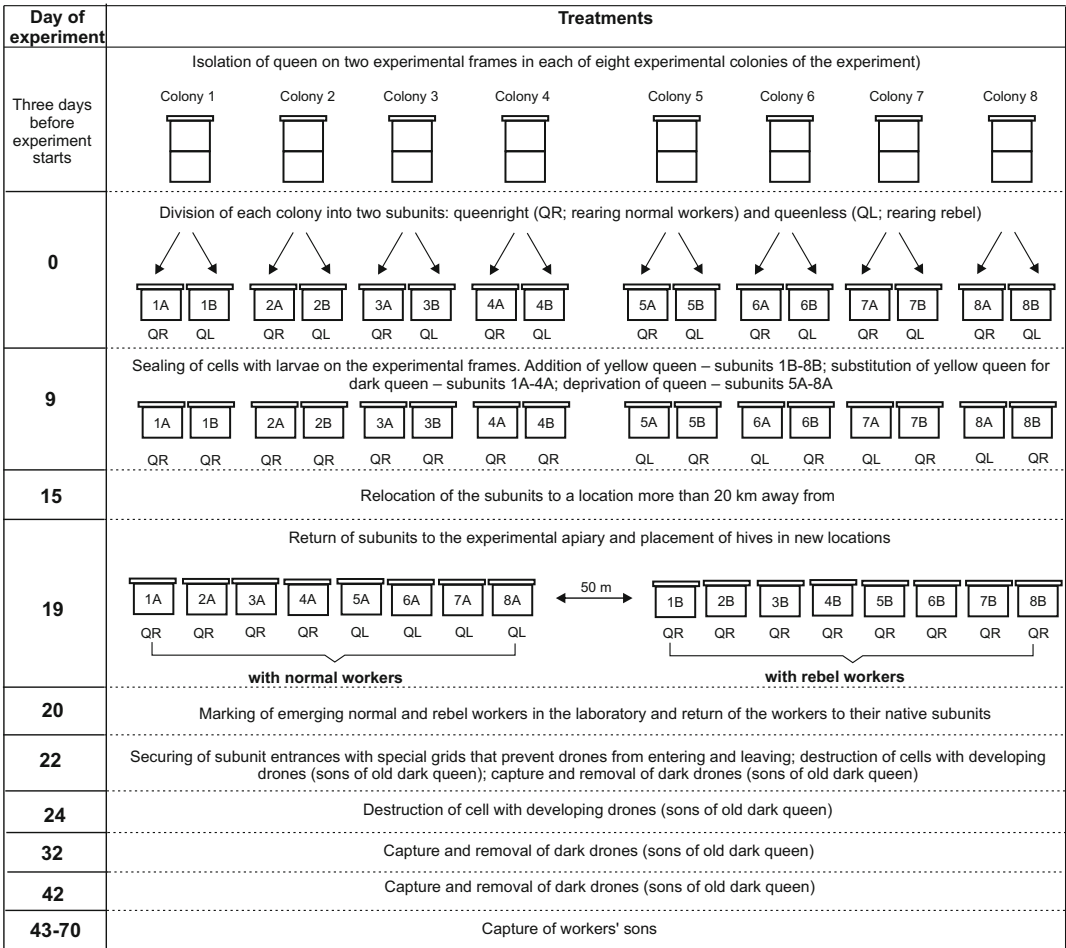 Day of
experiment
Treatments
Three days
before
experiment
starts
Isolation of queen on two experimental frames in each of eight experimental colonies of the experiment)
Colony 1 Colony 2 Colony 3 Colony 4 Colony 5 Colony 6 Colony 7 Colony 8
0
Division of each colony into two subunits: queenright (QR; rearing normal workers) and queenless (QL; rearing rebel)
1A 1B 2A 2B 3A 3B 4A 4B 5A 5B 6A 6B 7A 7B 8A 8B
QR QL QR QL QR QL QR QL QR QL QR QL QR QL QR QL
9
Sealing of cells with larvae on the experimental frames. Addition of yellow queen – subunits 1B-8B; substitution of yellow queen for
dark queen – subunits 1A-4A; deprivation of queen – subunits 5A-8A
1A 1B 2A 2B 3A 3B 4A 4B 5A 5B 6A 6B 7A 7B 8A 8B
QR QR QR QR QR QR QR QR QL QR QL QR QL QR QL QR
15
Relocation of the subunits to a location more than 20 km away from
19
Return of subunits to the experimental apiary and placement of hives in new locations
1A 2A 3A 4A 5A 6A 7A 8A 50 m 1B 2B 3B 4B 5B 6B 7B 8B
QR QR QR QR QL QL QL QL QR QR QR QR QR QR QR QR
with normal workers with rebel workers
20
Marking of emerging normal and rebel workers in the laboratory and return of the workers to their native subunits
22
Securing of subunit entrances with special grids that prevent drones from entering and leaving; destruction of cells with developing
drones (sons of old dark queen); capture and removal of dark drones (sons of old dark queen)
24
Destruction of cell with developing drones (sons of old dark queen)
32
Capture and removal of dark drones (sons of old dark queen)
42
Capture and removal of dark drones (sons of old dark queen)
43-70
Capture of workers' sons